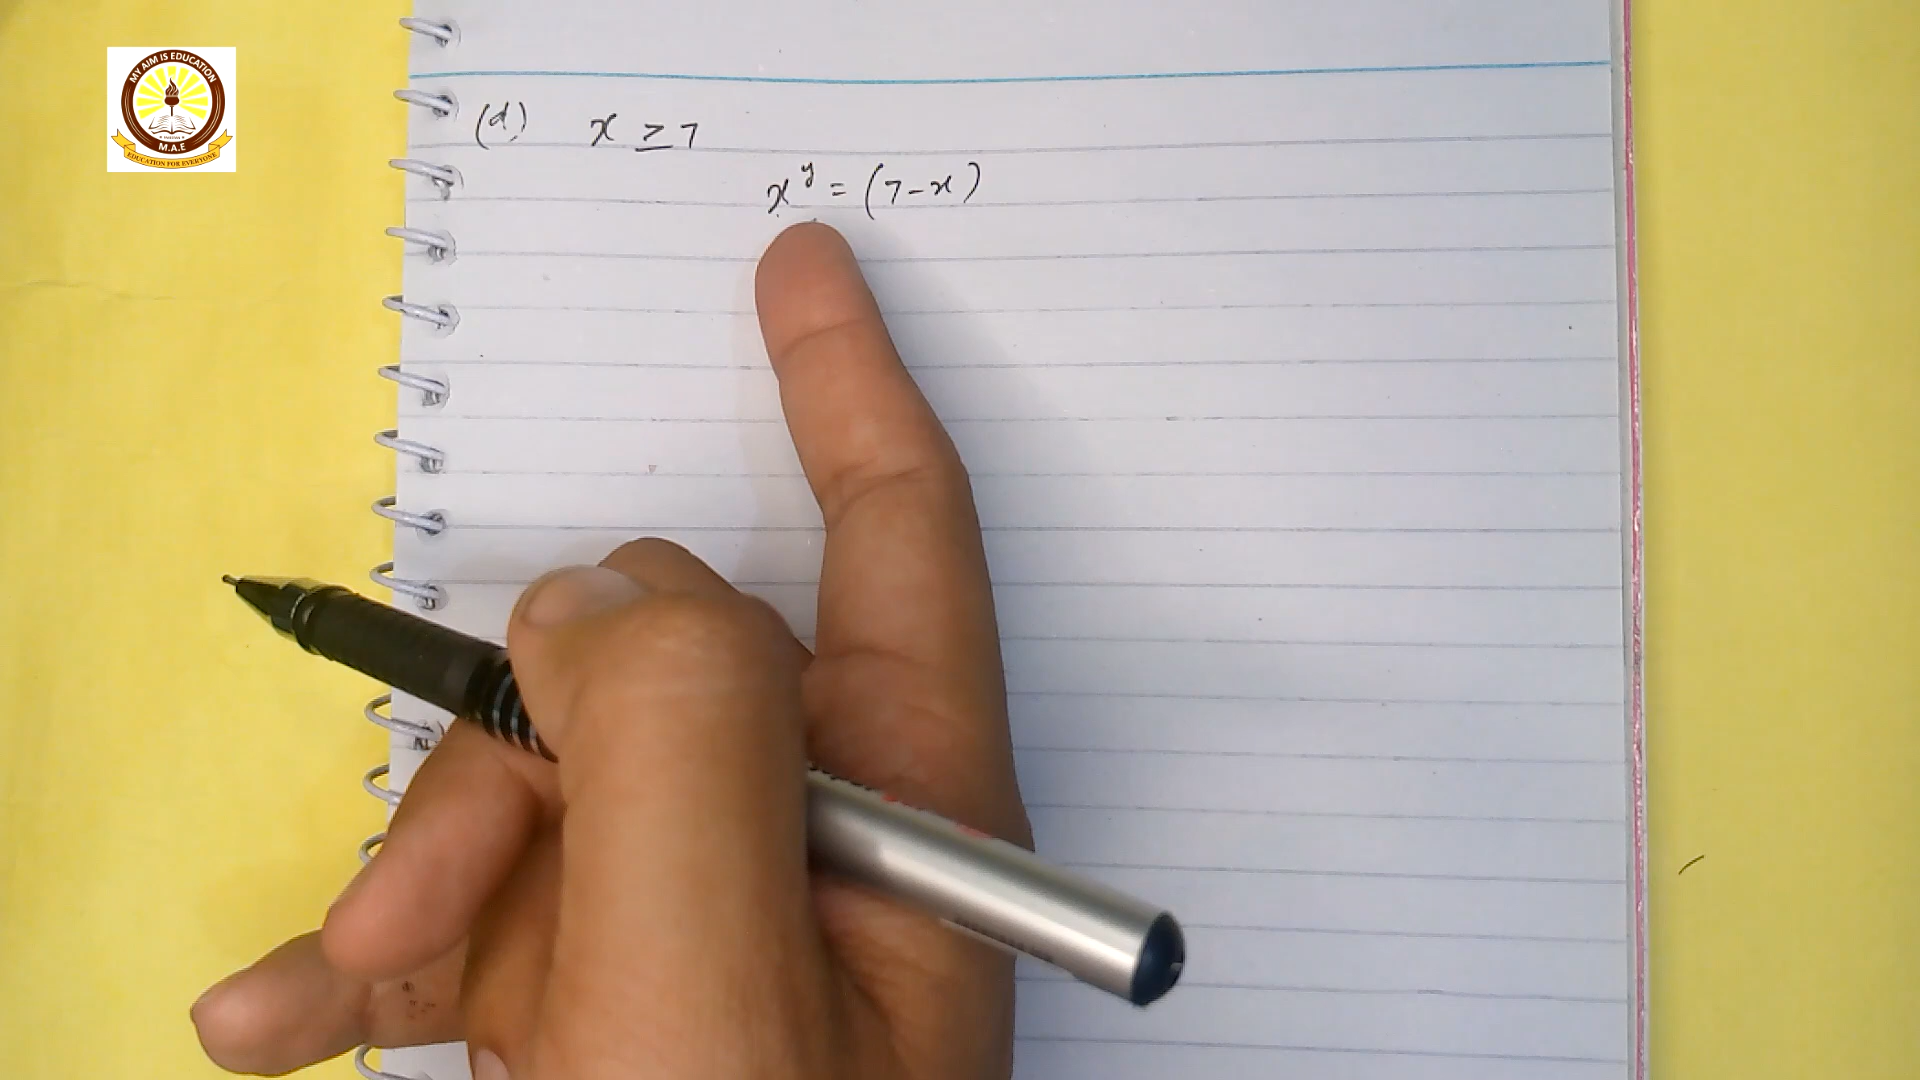 MY AIM IS EDUCATION
M.A.E
EDUCATION FOR EVERYONE
(d) x ≥ 7
x^y = (7-x)